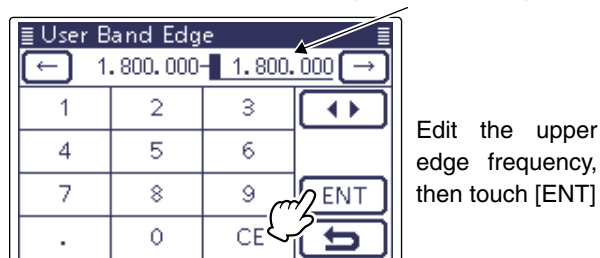 User Band Edge
← 1.800.000- 1.800.000 →
1 2 3
4 5 6
7 8 9 ENT
. 0 CE
Edit the upper
edge frequency,
then touch [ENT]